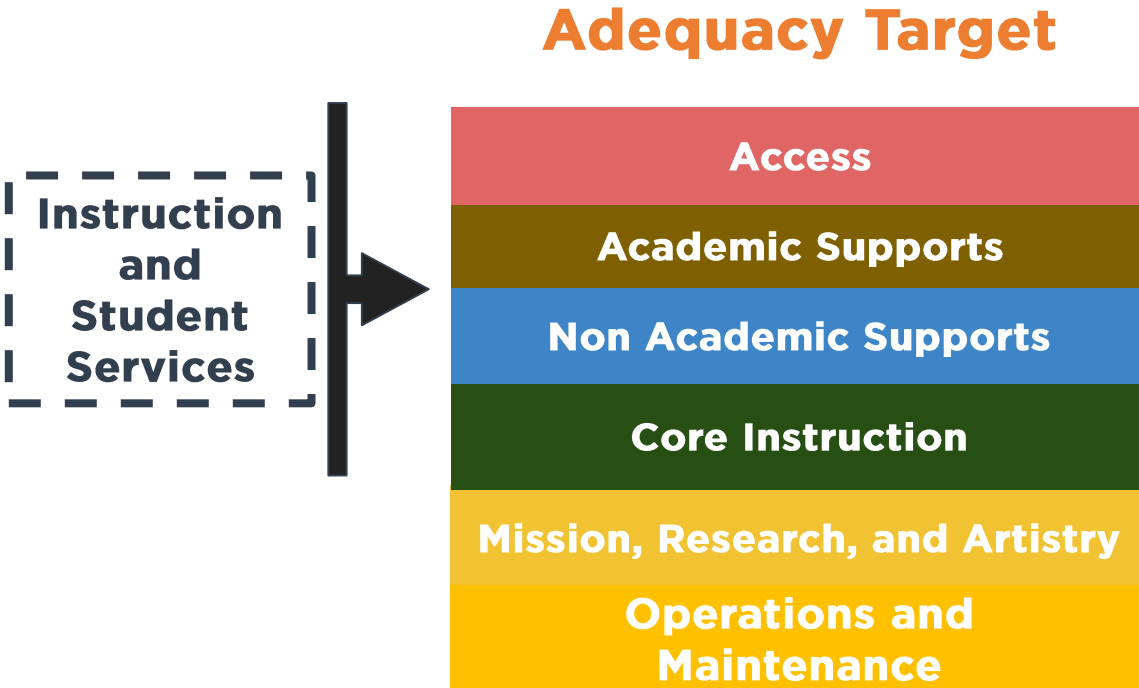 Adequacy Target
Instruction
and
Student
Services
Access
Academic Supports
Non Academic Supports
Core Instruction
Mission, Research, and Artistry
Operations and
Maintenance